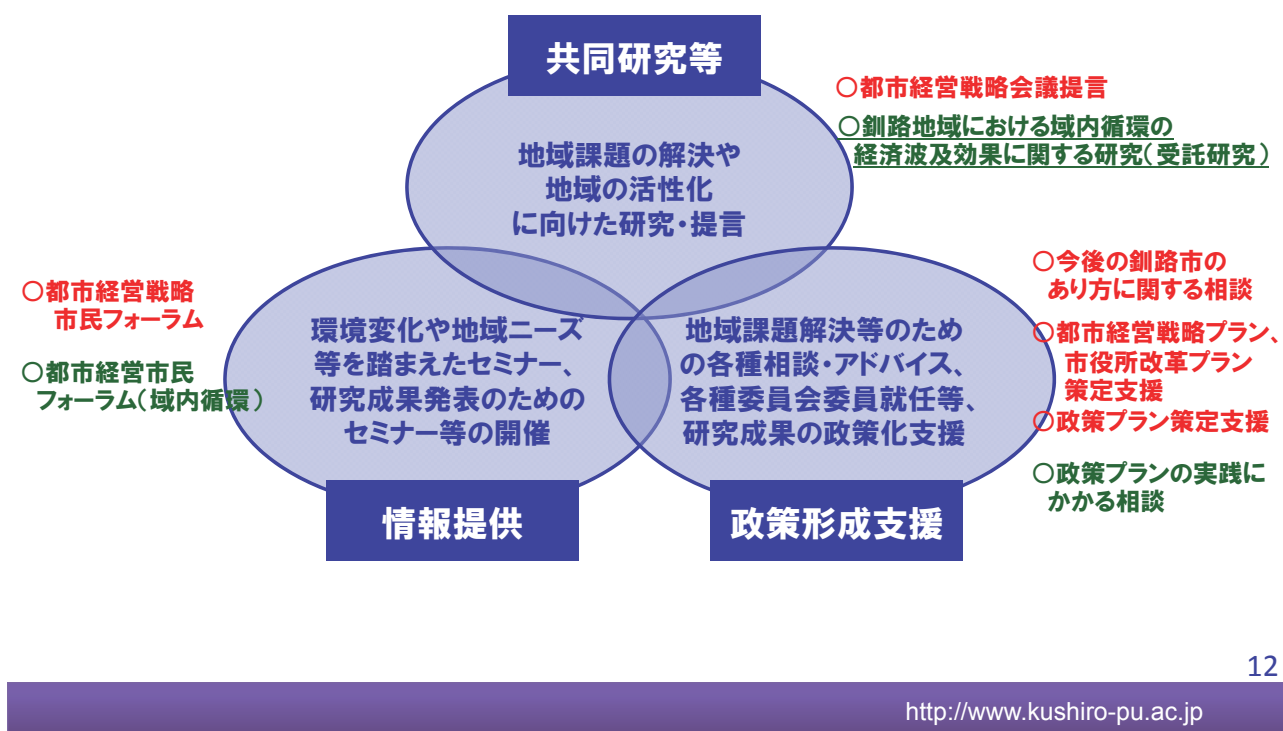 共同研究等
地域課題の解決や
地域の活性化
に向けた研究・提言
○都市経営戦略会議提言
○釧路地域における域内循環の
経済波及効果に関する研究(受託研究)
○都市経営戦略
市民フォーラム
○都市経営市民
フォーラム(域内循環)
環境変化や地域ニーズ
等を踏まえたセミナー、
研究成果発表のための
セミナー等の開催
情報提供
地域課題解決等のため
の各種相談・アドバイス、
各種委員会委員就任等、
研究成果の政策化支援
政策形成支援
○今後の釧路市の
あり方に関する相談
○都市経営戦略プラン、
市役所改革プラン
策定支援
○政策プラン策定支援
○政策プランの実践に
かかる相談
12
http://www.kushiro-pu.ac.jp